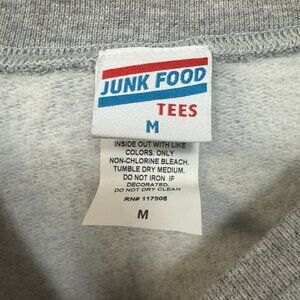 JUNK FOOD
TEES
M
INSIDE OUT WITH LIKE
COLORS. ONLY
NON-CHLORINE BLEACH.
TUMBLE DRY MEDIUM.
DO NOT IRON IF
DECORATED.
DO NOT DRY CLEAN
RN# 117508
M